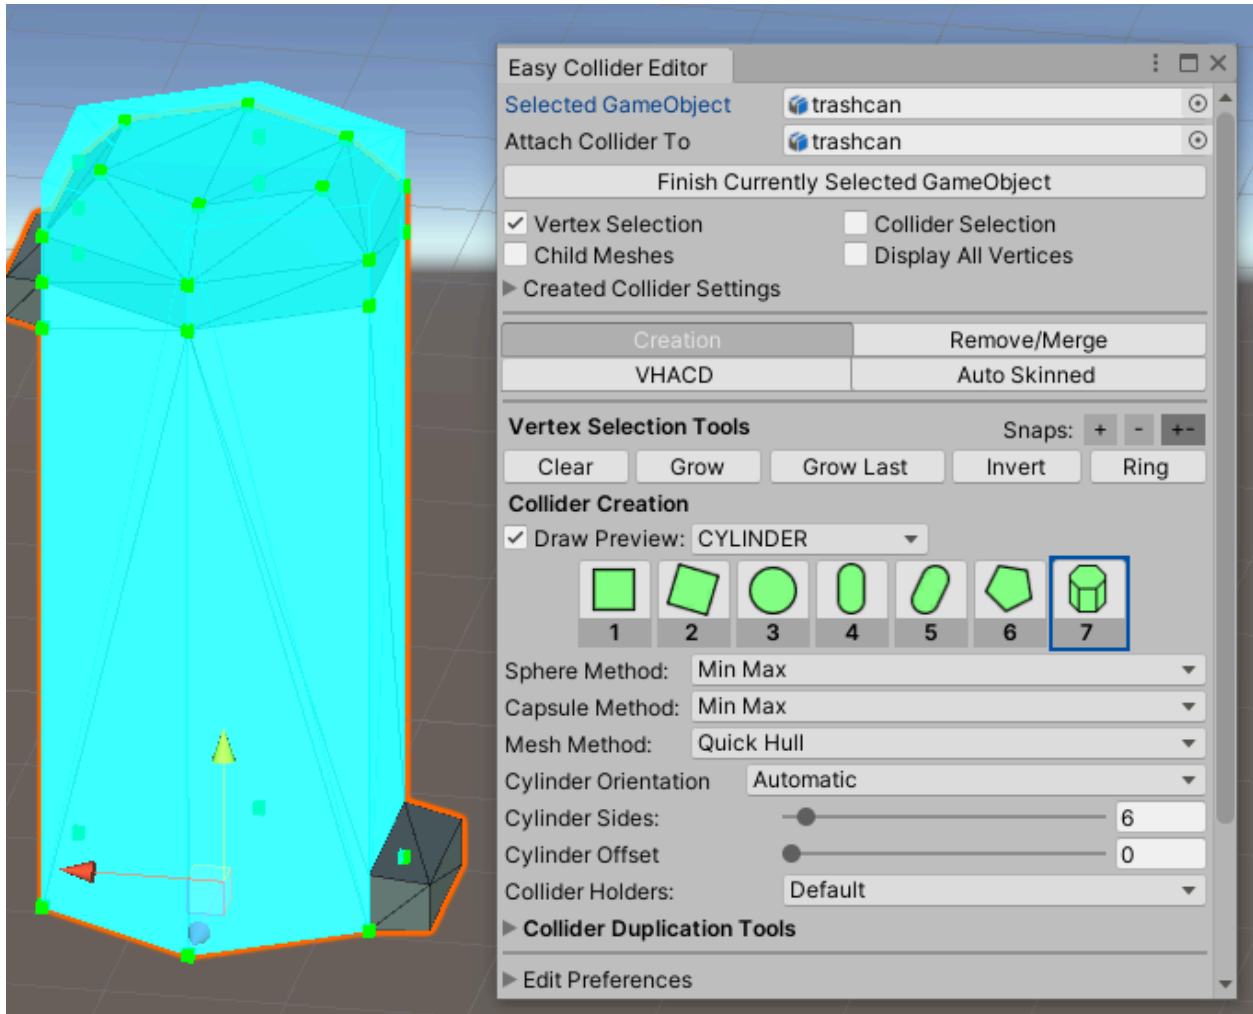 Easy Collider Editor
Selected GameObject trashcan
Attach Collider To trashcan
Finish Currently Selected GameObject
Vertex Selection Collider Selection
Child Meshes Display All Vertices
Created Collider Settings
Creation Remove/Merge
VHACD Auto Skinned
Vertex Selection Tools Snaps: + - +-
Clear Grow Grow Last Invert Ring
Collider Creation
Draw Preview: CYLINDER
1 2 3 4 5 6 7
Sphere Method: Min Max
Capsule Method: Min Max
Mesh Method: Quick Hull
Cylinder Orientation Automatic
Cylinder Sides: 6
Cylinder Offset 0
Collider Holders: Default
Collider Duplication Tools
Edit Preferences